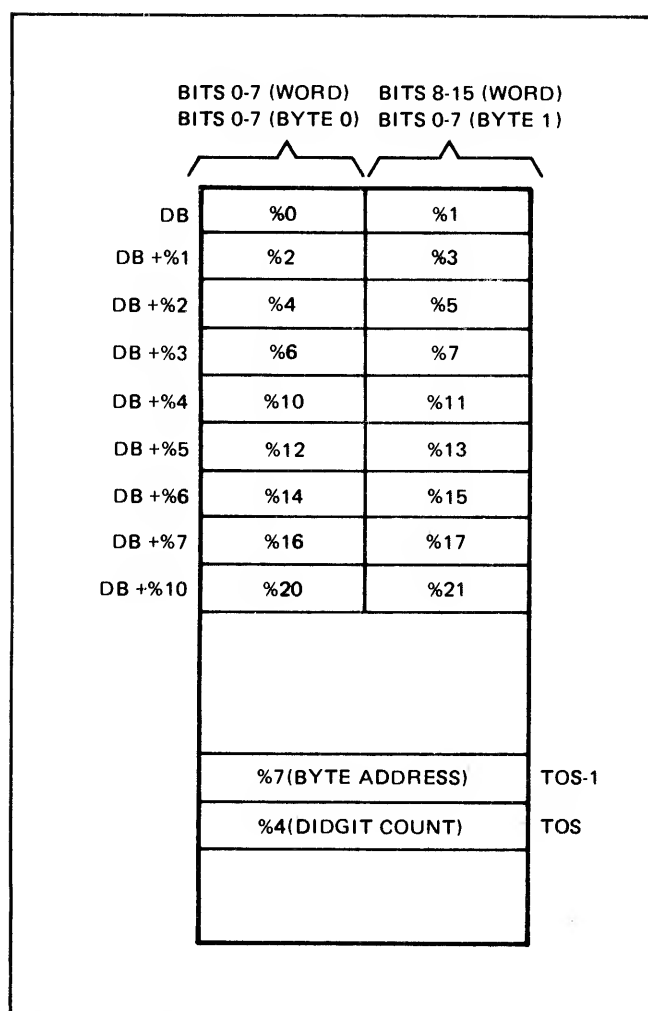 BITS 0-7 (WORD) BITS 8-15 (WORD)
BITS 0-7 (BYTE 0) BITS 0-7 (BYTE 1)
DB %0 %1
DB +%1 %2 %3
DB +%2 %4 %5
DB +%3 %6 %7
DB +%4 %10 %11
DB +%5 %12 %13
DB +%6 %14 %15
DB +%7 %16 %17
DB +%10 %20 %21
%7(BYTE ADDRESS) TOS-1
%4(DIDGIT COUNT) TOS